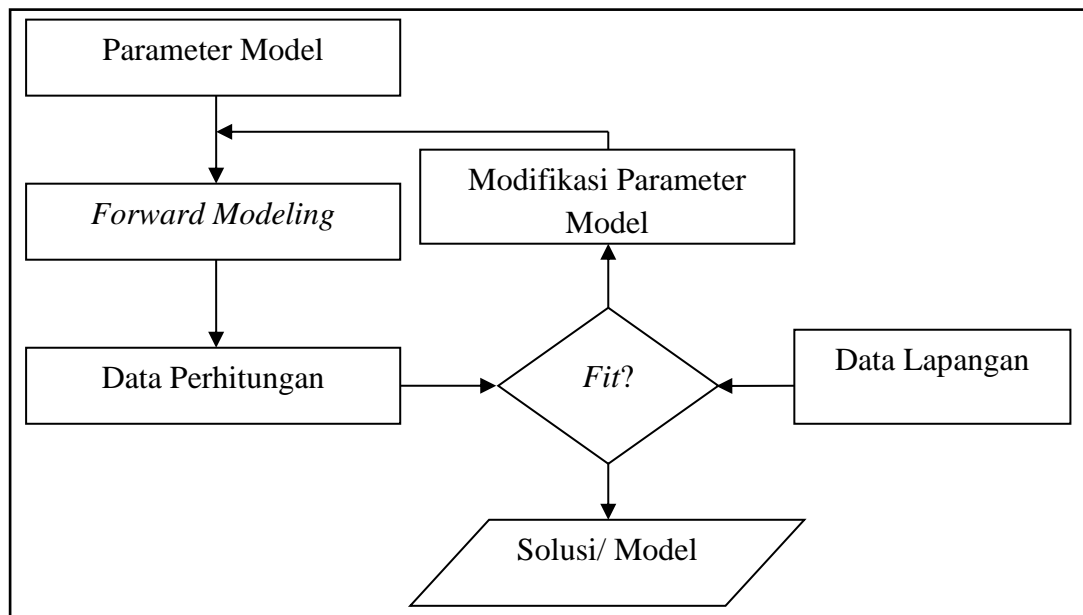 Parameter Model
Modifikasi Parameter
Model
Forward Modeling
Data Perhitungan
Fit?
Data Lapangan
Solusi/ Model